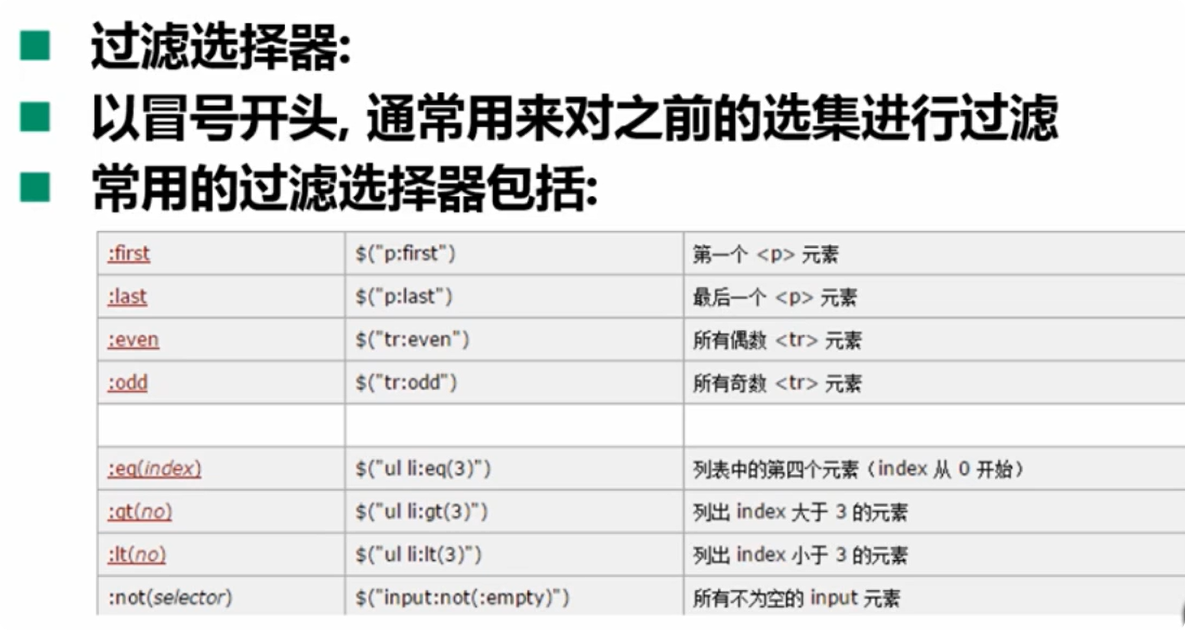 过滤选择器:
以冒号开头, 通常用来对之前的选集进行过滤
常用的过滤选择器包括:
:first $("p:first") 第一个 <p> 元素
:last $("p:last") 最后一个 <p> 元素
:even $("tr:even") 所有偶数 <tr> 元素
:odd $("tr:odd") 所有奇数 <tr> 元素
:eq(index) $("ul li:eq(3)") 列表中的第四个元素（index 从 0 开始）
:gt(no) $("ul li:gt(3)") 列出 index 大于 3 的元素
:lt(no) $("ul li:lt(3)") 列出 index 小于 3 的元素
:not(selector) $("input:not(:empty)") 所有不为空的 input 元素